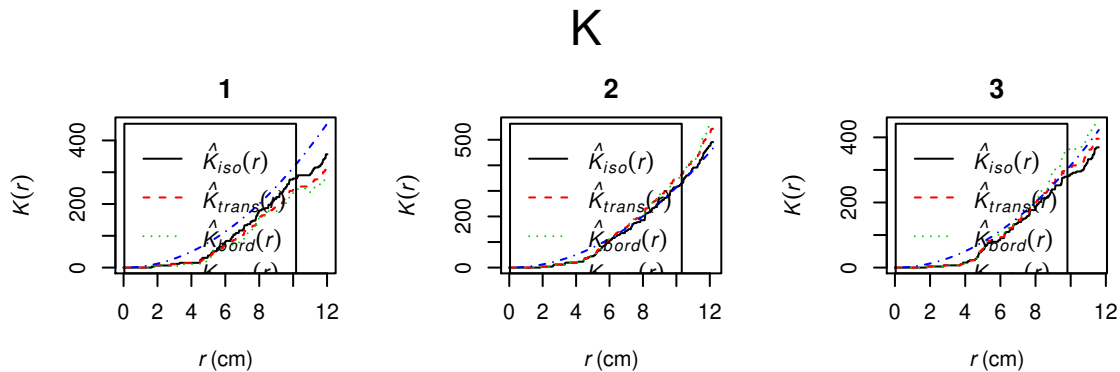 K
1
K(r)
0 200 400
K̂iso(r)
K̂trans(r)
K̂bord(r)
0 2 4 6 8 12
r (cm)
2
K(r)
0 200 500
K̂iso(r)
K̂trans(r)
K̂bord(r)
0 2 4 6 8 12
r (cm)
3
K(r)
0 200 400
K̂iso(r)
K̂trans(r)
K̂bord(r)
0 2 4 6 8 12
r (cm)